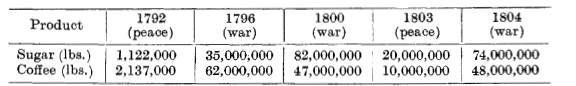 Product 1792 (peace) 1796 (war) 1800 (war) 1803 (peace) 1804 (war)
Sugar (lbs.) 1,122,000 35,000,000 82,000,000 20,000,000 74,000,000
Coffee (lbs.) 2,137,000 62,000,000 47,000,000 10,000,000 48,000,000